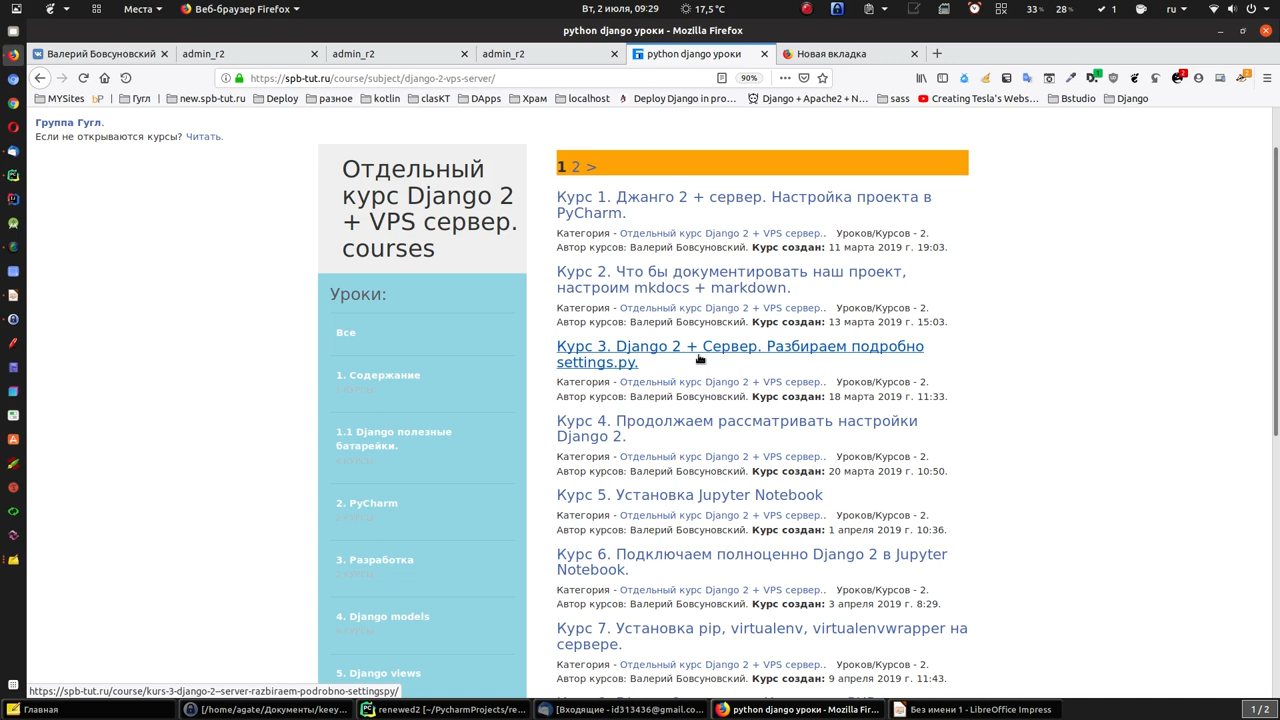 Места
Веб-браузер Firefox
Вт, 2 июля, 09:29
17,5°C
33%
28%
1
ru
python django уроки - Mozilla Firefox
Валерий Бовсуновский
admin_r2
admin_r2
admin_r2
python django уроки
Новая вкладка
https://spb-tut.ru/course/subject/django-2-vps-server/
90%
MYSites
Гугл
new.spb-tut.ru
Deploy
разное
kotlin
clasKT
DApps
Храм
localhost
Deploy Django in pro...
Django + Apache2 + N...
sass
Creating Tesla's Webs...
Bstudio
Django
Группа Гугл.
Если не открываются курсы? Читать.
Отдельный
курс Django 2
+ VPS сервер.
courses
Уроки:
Все
1. Содержание
1.1 Django полезные
батарейки.
2. PyCharm
3. Разработка
4. Django models
5. Django views
1 2 >
Курс 1. Джанго 2 + сервер. Настройка проекта в
PyCharm.
Категория - Отдельный курс Django 2 + VPS сервер.. Уроков/Курсов - 2.
Автор курсов: Валерий Бовсуновский. Курс создан: 11 марта 2019 г. 19:03.
Курс 2. Что бы документировать наш проект,
настроим mkdocs + markdown.
Категория - Отдельный курс Django 2 + VPS сервер.. Уроков/Курсов - 2.
Автор курсов: Валерий Бовсуновский. Курс создан: 13 марта 2019 г. 15:03.
Курс 3. Django 2 + Сервер. Разбираем подробно
settings.py.
Категория - Отдельный курс Django 2 + VPS сервер.. Уроков/Курсов - 2.
Автор курсов: Валерий Бовсуновский. Курс создан: 18 марта 2019 г. 11:33.
Курс 4. Продолжаем рассматривать настройки
Django 2.
Категория - Отдельный курс Django 2 + VPS сервер.. Уроков/Курсов - 2.
Автор курсов: Валерий Бовсуновский. Курс создан: 20 марта 2019 г. 10:50.
Курс 5. Установка Jupyter Notebook
Категория - Отдельный курс Django 2 + VPS сервер.. Уроков/Курсов - 2.
Автор курсов: Валерий Бовсуновский. Курс создан: 1 апреля 2019 г. 10:36.
Курс 6. Подключаем полноценно Django 2 в Jupyter
Notebook.
Категория - Отдельный курс Django 2 + VPS сервер.. Уроков/Курсов - 2.
Автор курсов: Валерий Бовсуновский. Курс создан: 3 апреля 2019 г. 8:29.
Курс 7. Установка pip, virtualenv, virtualenvwrapper на
сервере.
Категория - Отдельный курс Django 2 + VPS сервер.. Уроков/Курсов - 2.
Автор курсов: Валерий Бовсуновский. Курс создан: 9 апреля 2019 г. 11:43.
https://spb-tut.ru/course/kurs-3-django-2--server-razbiraem-podrobno-settingspy/
Главная
[/home/agate/Документы/keey...
renewed2 [~/PycharmProjects/re...
[Входящие - id313436@gmail.co...
python django уроки - Mozilla Fir...
Без имени 1 - LibreOffice Impress
1 / 2